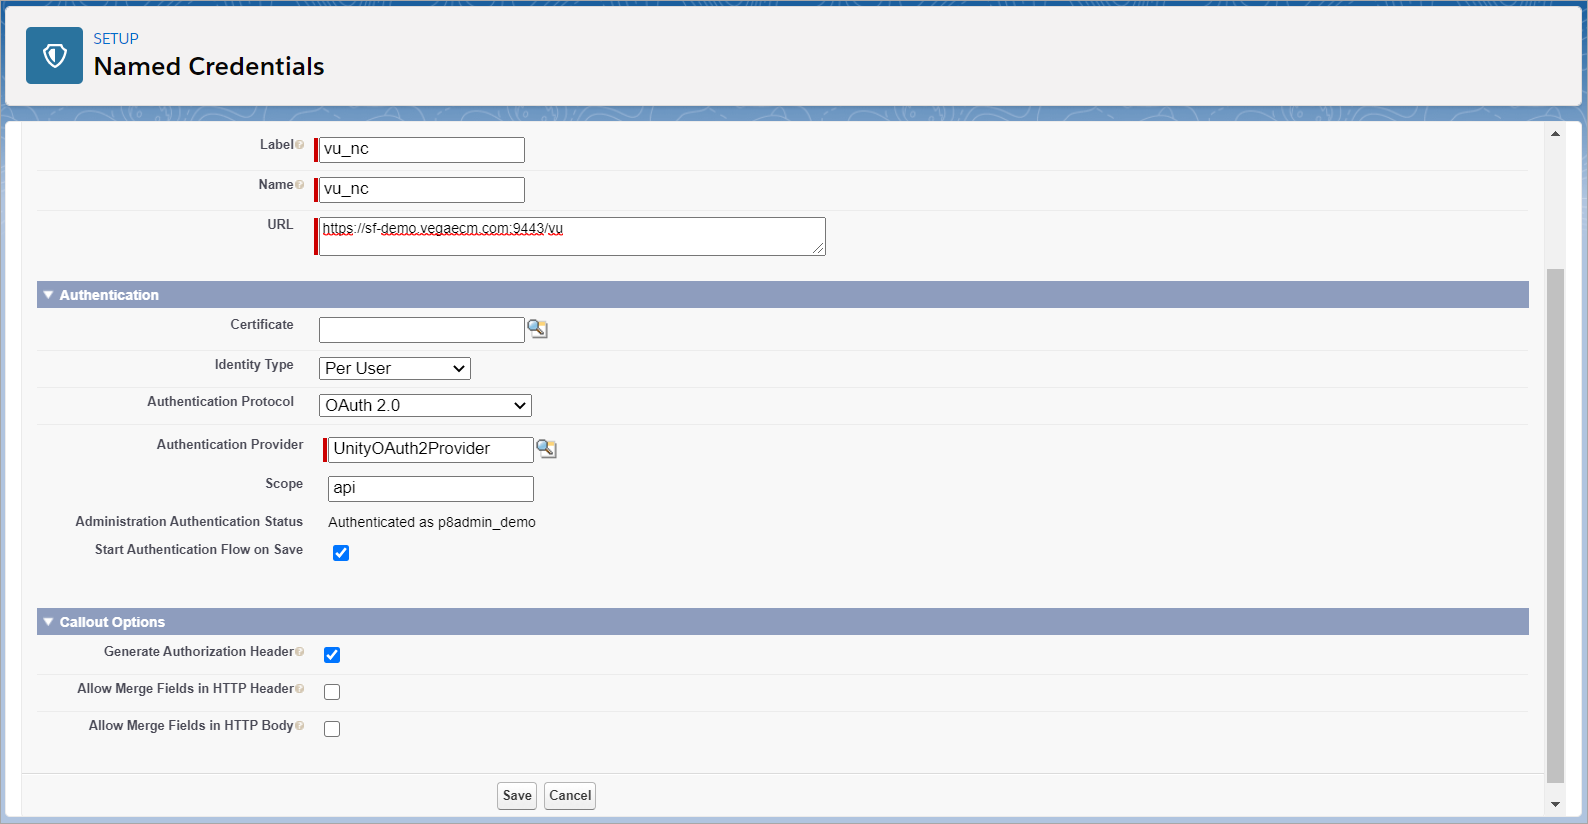 SETUP
Named Credentials
Label vu_nc
Name vu_nc
URL https://sf-demo.vegaecm.com:9443/vu
Authentication
Certificate
Identity Type Per User
Authentication Protocol OAuth 2.0
Authentication Provider UnityOAuth2Provider
Scope api
Administration Authentication Status Authenticated as p8admin_demo
Start Authentication Flow on Save
Callout Options
Generate Authorization Header
Allow Merge Fields in HTTP Header
Allow Merge Fields in HTTP Body
Save Cancel